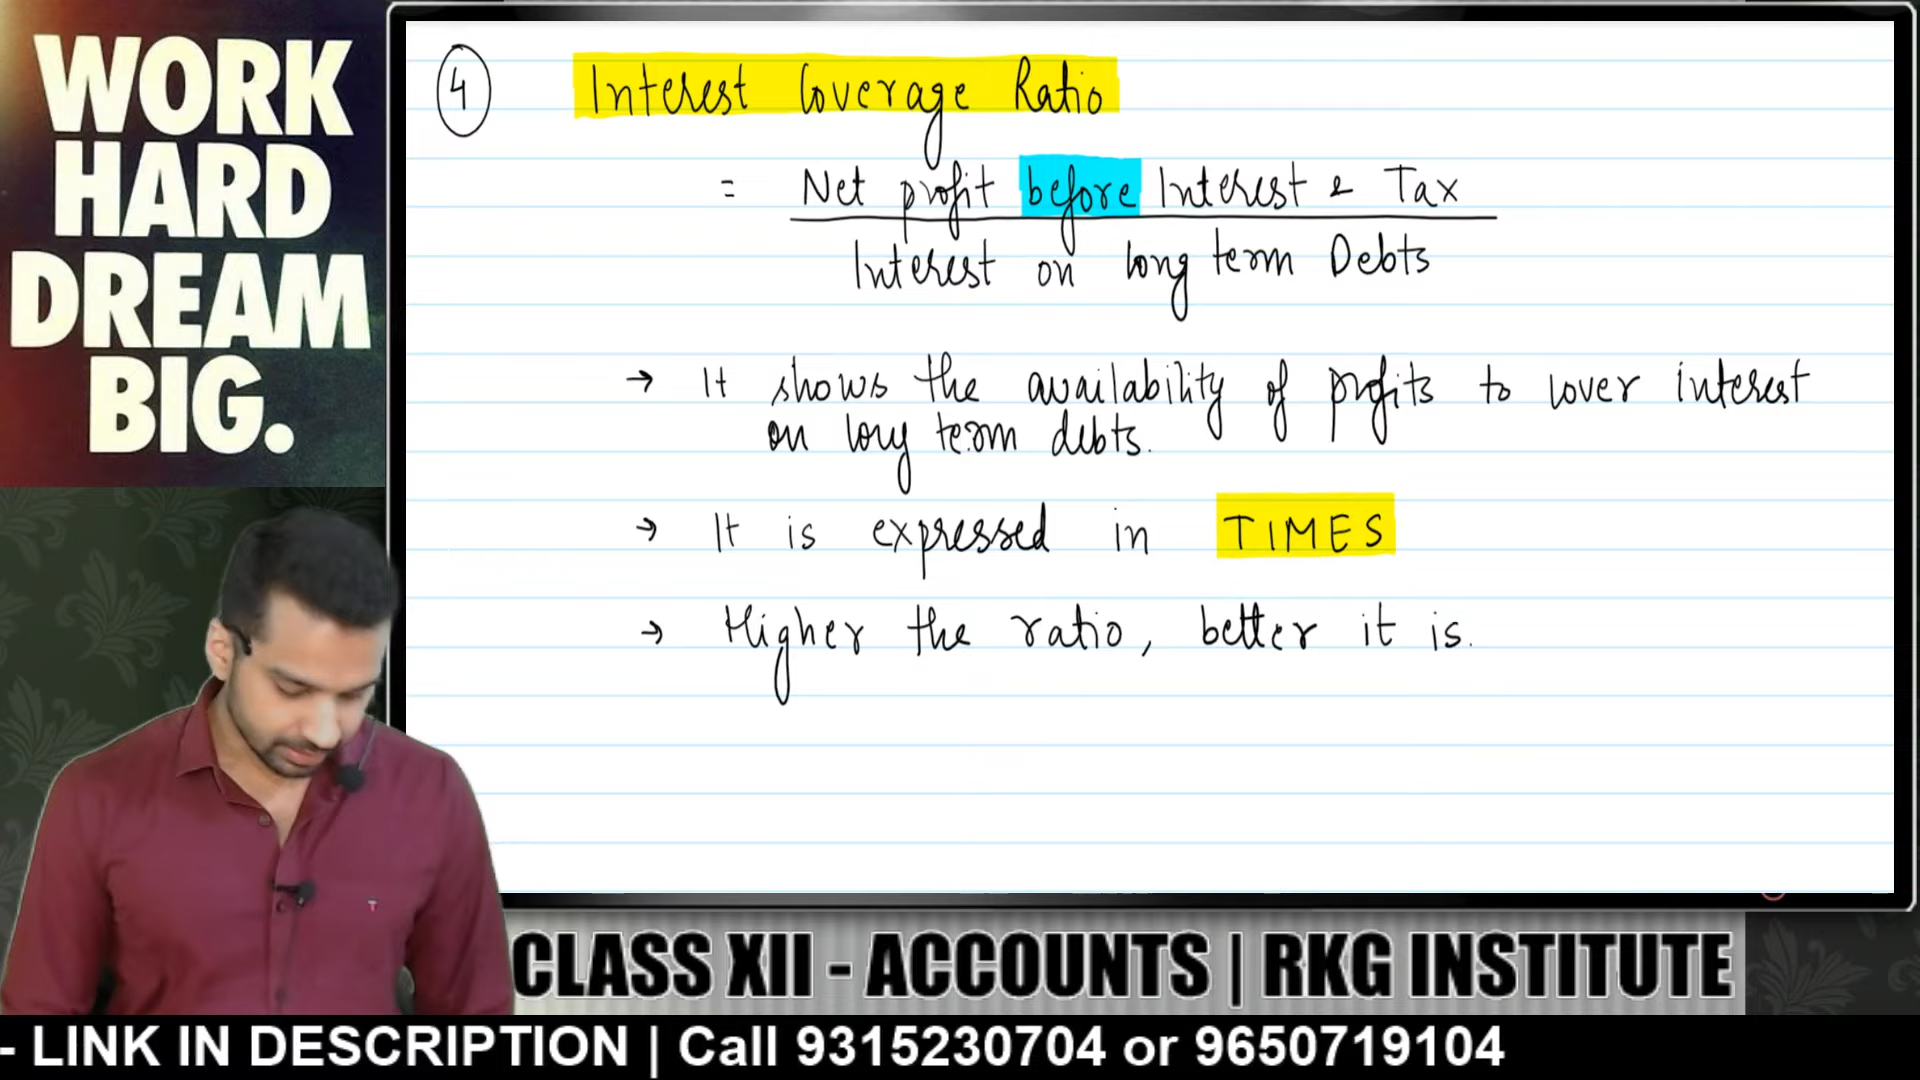 WORK
HARD
DREAM
BIG.
4 Interest Coverage Ratio
= Net profit before Interest & Tax
Interest on long term Debts
→ It shows the availability of profits to cover interest
on long term debts.
→ It is expressed in TIMES
→ Higher the ratio, better it is.
CLASS XII - ACCOUNTS | RKG INSTITUTE
- LINK IN DESCRIPTION | Call 9315230704 or 9650719104